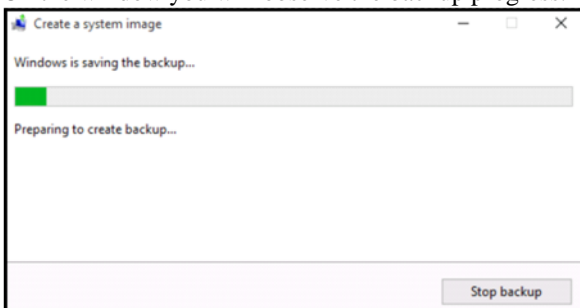 Create a system image
Windows is saving the backup...
Preparing to create backup...
Stop backup